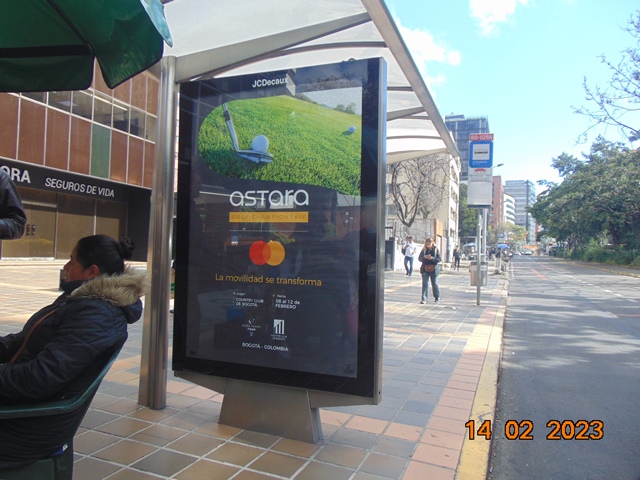 JCDecaux
ORA SEGUROS DE VIDA
astara
La movilidad se transforma
COUNTRY CLUB
DE BOGOTÁ
08 al 12 de
FEBRERO
BOGOTÁ - COLOMBIA
14 02 2023